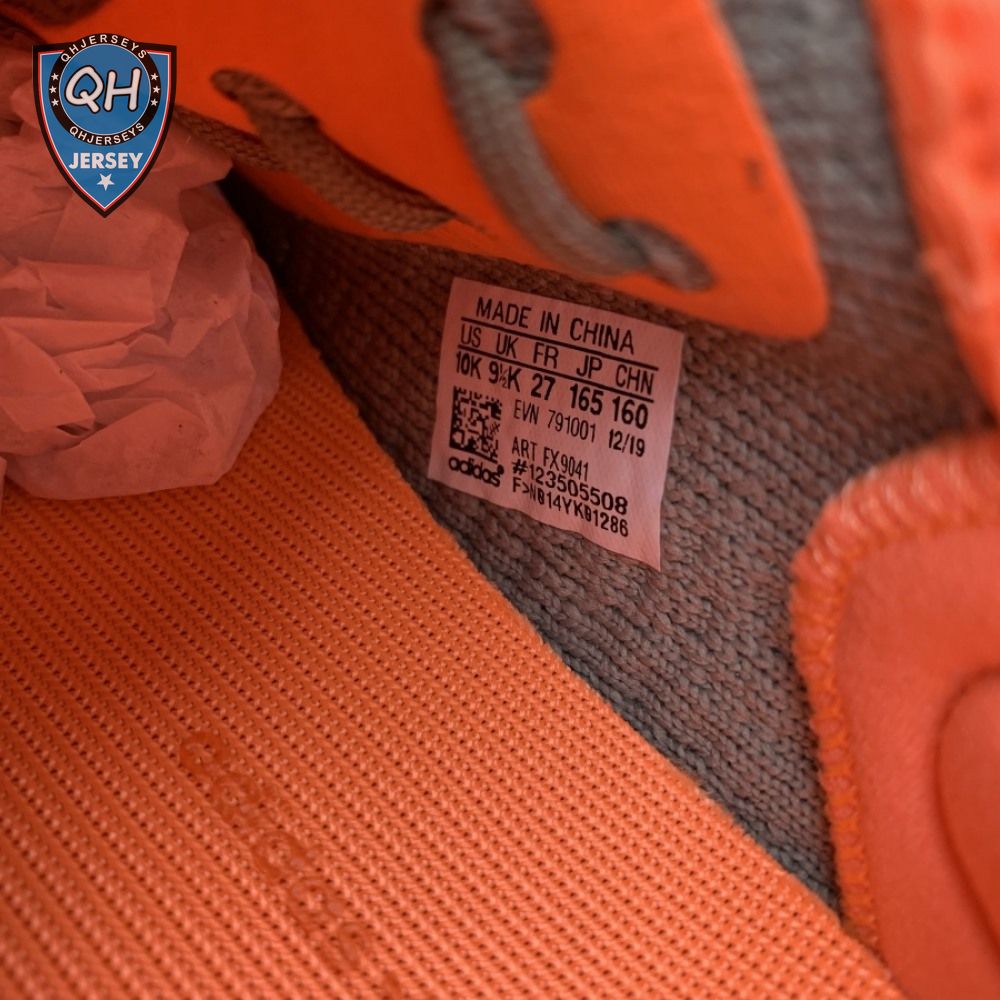 QHJERSEYS
QH
QHJERSEYS
JERSEY
MADE IN CHINA
US UK FR JP CHN
10K 9½K 27 165 160
EVN 791001 12/19
ART FX9041
#123505508
F>N014YK01286
adidas